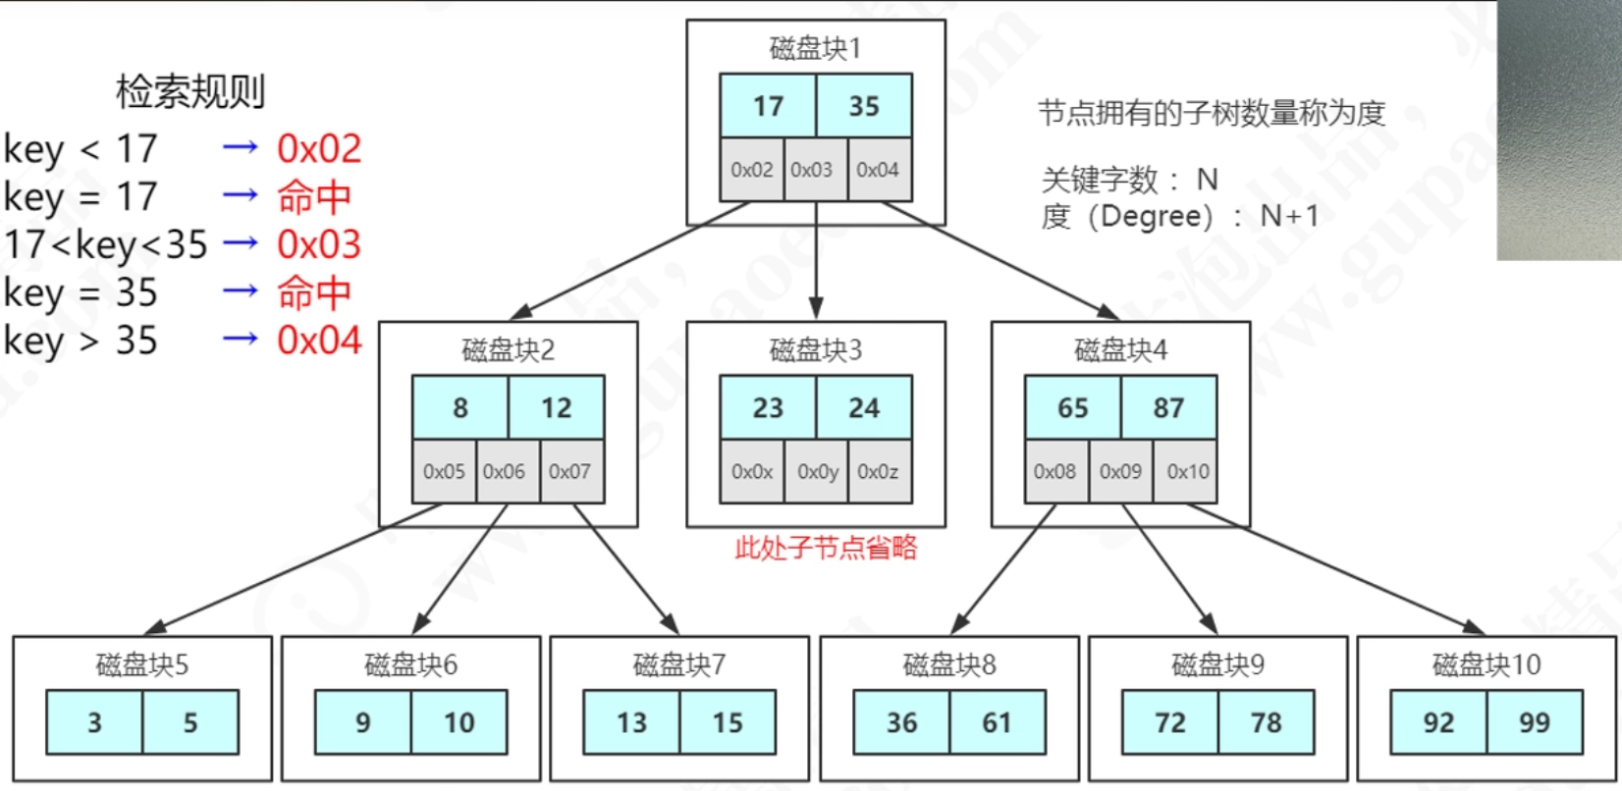 检索规则
key < 17 → 0x02
key = 17 → 命中
17<key<35 → 0x03
key = 35 → 命中
key > 35 → 0x04
磁盘块1
17 35
0x02 0x03 0x04
节点拥有的子树数量称为度
关键字数：N
度（Degree）：N+1
磁盘块2
8 12
0x05 0x06 0x07
磁盘块3
23 24
0x0x 0x0y 0x0z
此处子节点省略
磁盘块4
65 87
0x08 0x09 0x10
磁盘块5
3 5
磁盘块6
9 10
磁盘块7
13 15
磁盘块8
36 61
磁盘块9
72 78
磁盘块10
92 99